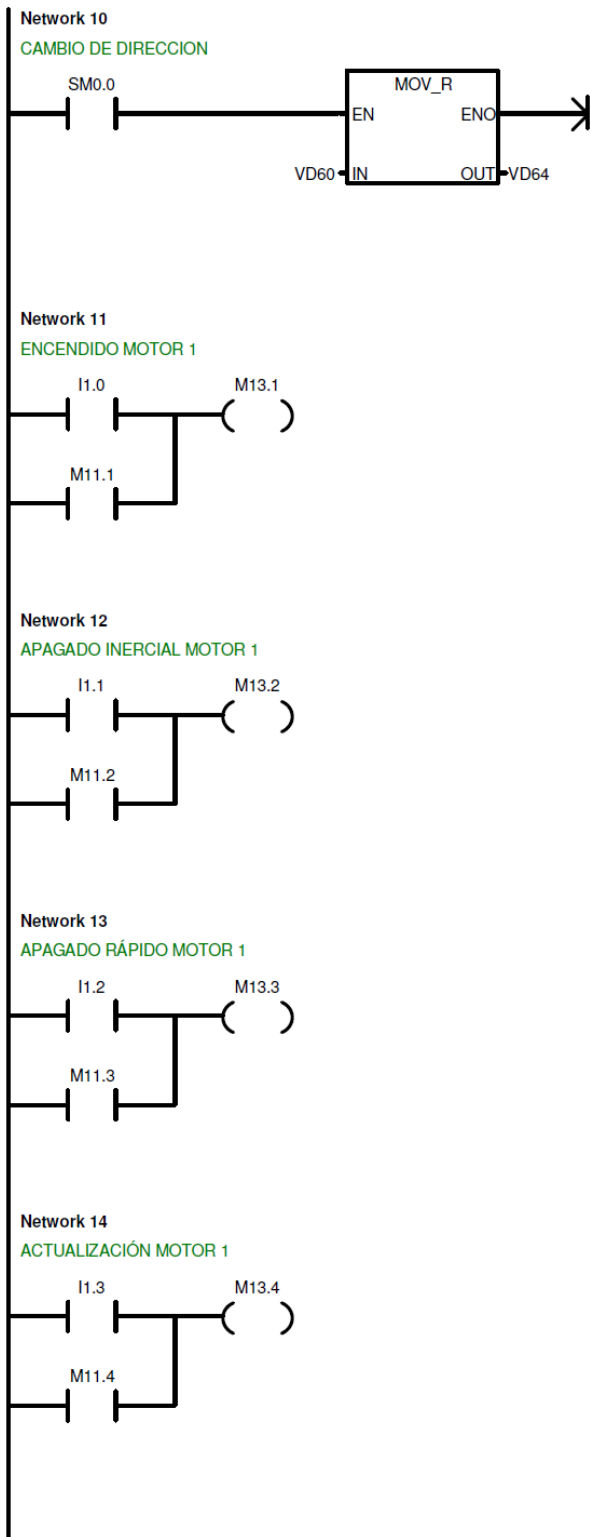 Network 10
CAMBIO DE DIRECCION
SM0.0 MOV_R
EN ENO
VD60 IN OUT VD64
Network 11
ENCENDIDO MOTOR 1
I1.0 M13.1
M11.1
Network 12
APAGADO INERCIAL MOTOR 1
I1.1 M13.2
M11.2
Network 13
APAGADO RÁPIDO MOTOR 1
I1.2 M13.3
M11.3
Network 14
ACTUALIZACIÓN MOTOR 1
I1.3 M13.4
M11.4